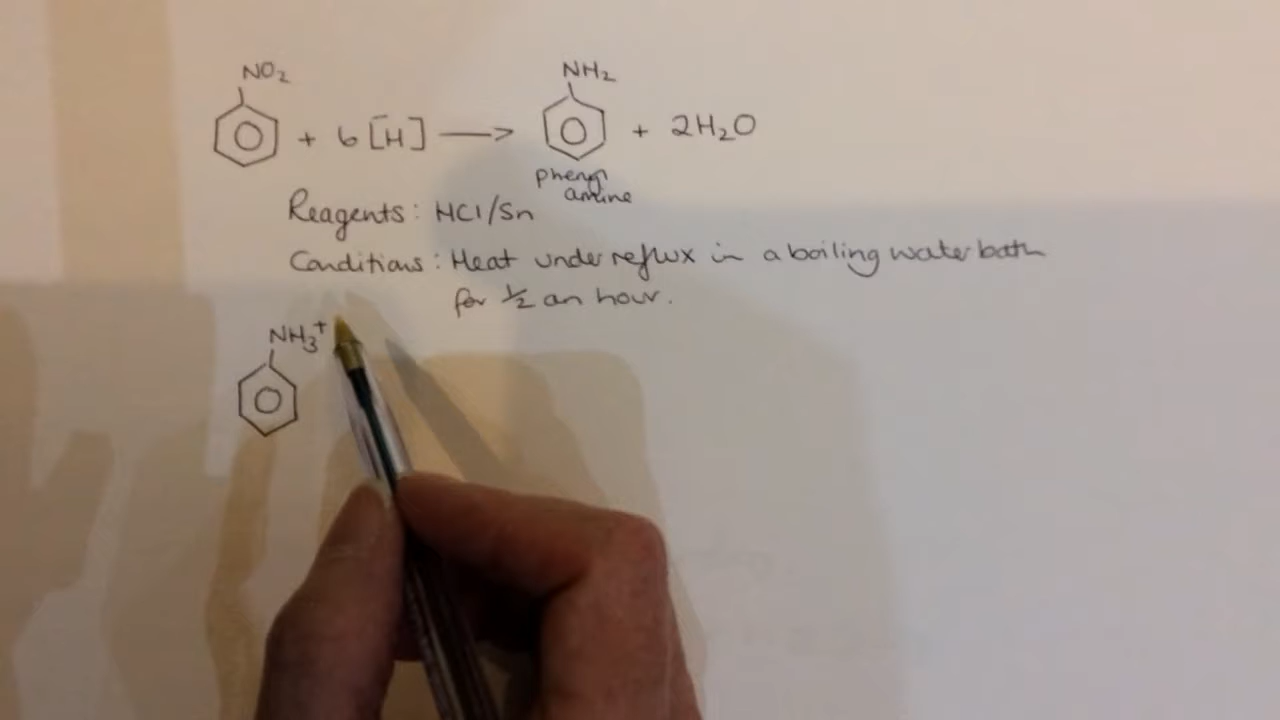 NO₂ NH₂
+ 6[H] ⟶ + 2H₂O
phenyl
amine
Reagents: HCl/Sn
Conditions: Heat under reflux in a boiling water bath
for ½ an hour.
NH₃⁺